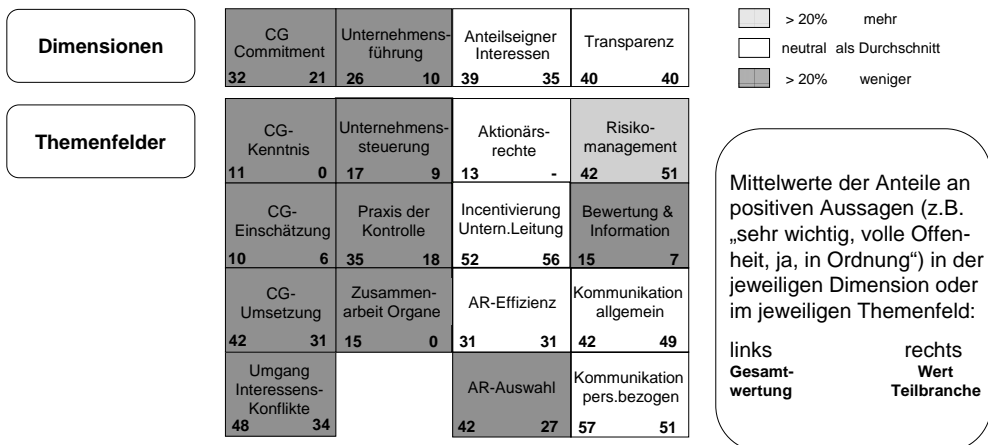 Dimensionen
CG
Commitment
32 21
Unternehmens-
führung
26 10
Anteilseigner
Interessen
39 35
Transparenz
40 40
> 20% mehr
neutral als Durchschnitt
> 20% weniger
Themenfelder
CG-
Kenntnis
11 0
Unternehmens-
steuerung
17 9
Aktionärs-
rechte
13 -
Risiko-
management
42 51
CG-
Einschätzung
10 6
Praxis der
Kontrolle
35 18
Incentivierung
Untern.Leitung
52 56
Bewertung &
Information
15 7
CG-
Umsetzung
42 31
Zusammen-
arbeit Organe
15 0
AR-Effizienz
31 31
Kommunikation
allgemein
42 49
Umgang
Interessens-
Konflikte
48 34
AR-Auswahl
42 27
Kommunikation
pers.bezogen
57 51
Mittelwerte der Anteile an
positiven Aussagen (z.B.
„sehr wichtig, volle Offen-
heit, ja, in Ordnung“) in der
jeweiligen Dimension oder
im jeweiligen Themenfeld:
links rechts
Gesamt- Wert
wertung Teilbranche